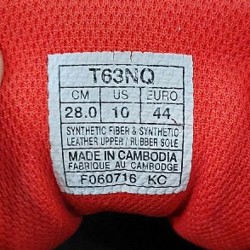 T63NQ
CM US EURO
28.0 10 44
SYNTHETIC FIBER & SYNTHETIC
LEATHER UPPER / RUBBER SOLE
MADE IN CAMBODIA
FABRIQUE AU CAMBODGE
F060716 KC